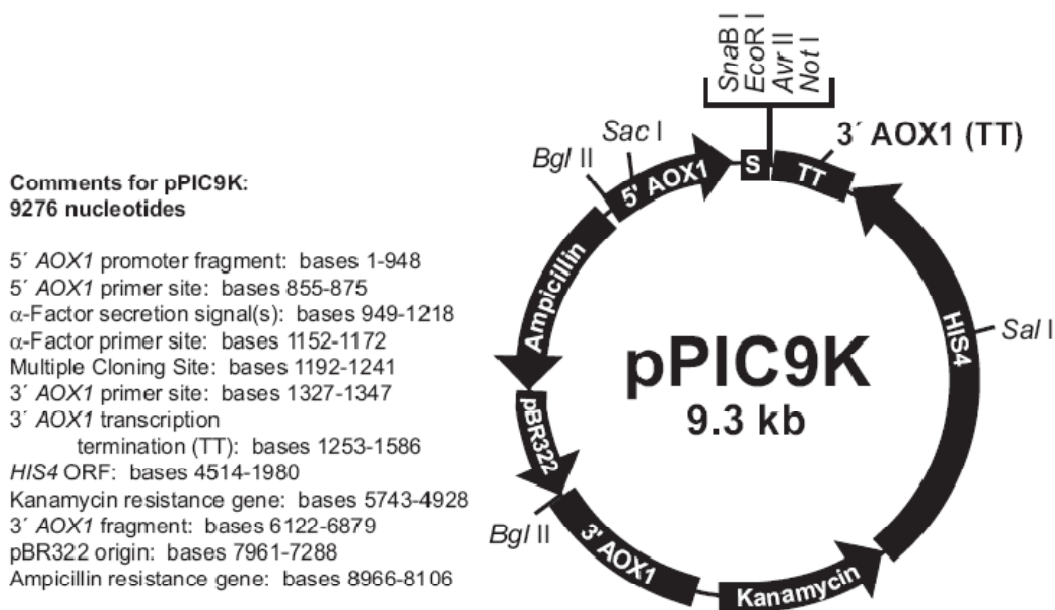 Comments for pPIC9K:
9276 nucleotides
5´ AOX1 promoter fragment: bases 1-948
5´ AOX1 primer site: bases 855-875
α-Factor secretion signal(s): bases 949-1218
α-Factor primer site: bases 1152-1172
Multiple Cloning Site: bases 1192-1241
3´ AOX1 primer site: bases 1327-1347
3´ AOX1 transcription
termination (TT): bases 1253-1586
HIS4 ORF: bases 4514-1980
Kanamycin resistance gene: bases 5743-4928
3´ AOX1 fragment: bases 6122-6879
pBR322 origin: bases 7961-7288
Ampicillin resistance gene: bases 8966-8106
SnaB I
EcoR I
Avr II
Not I
Sac I
Bgl II
5' AOX1
S
TT
3´ AOX1 (TT)
Ampicillin
HIS4
Sal I
pPIC9K
9.3 kb
pBR322
Bgl II
3' AOX1
Kanamycin